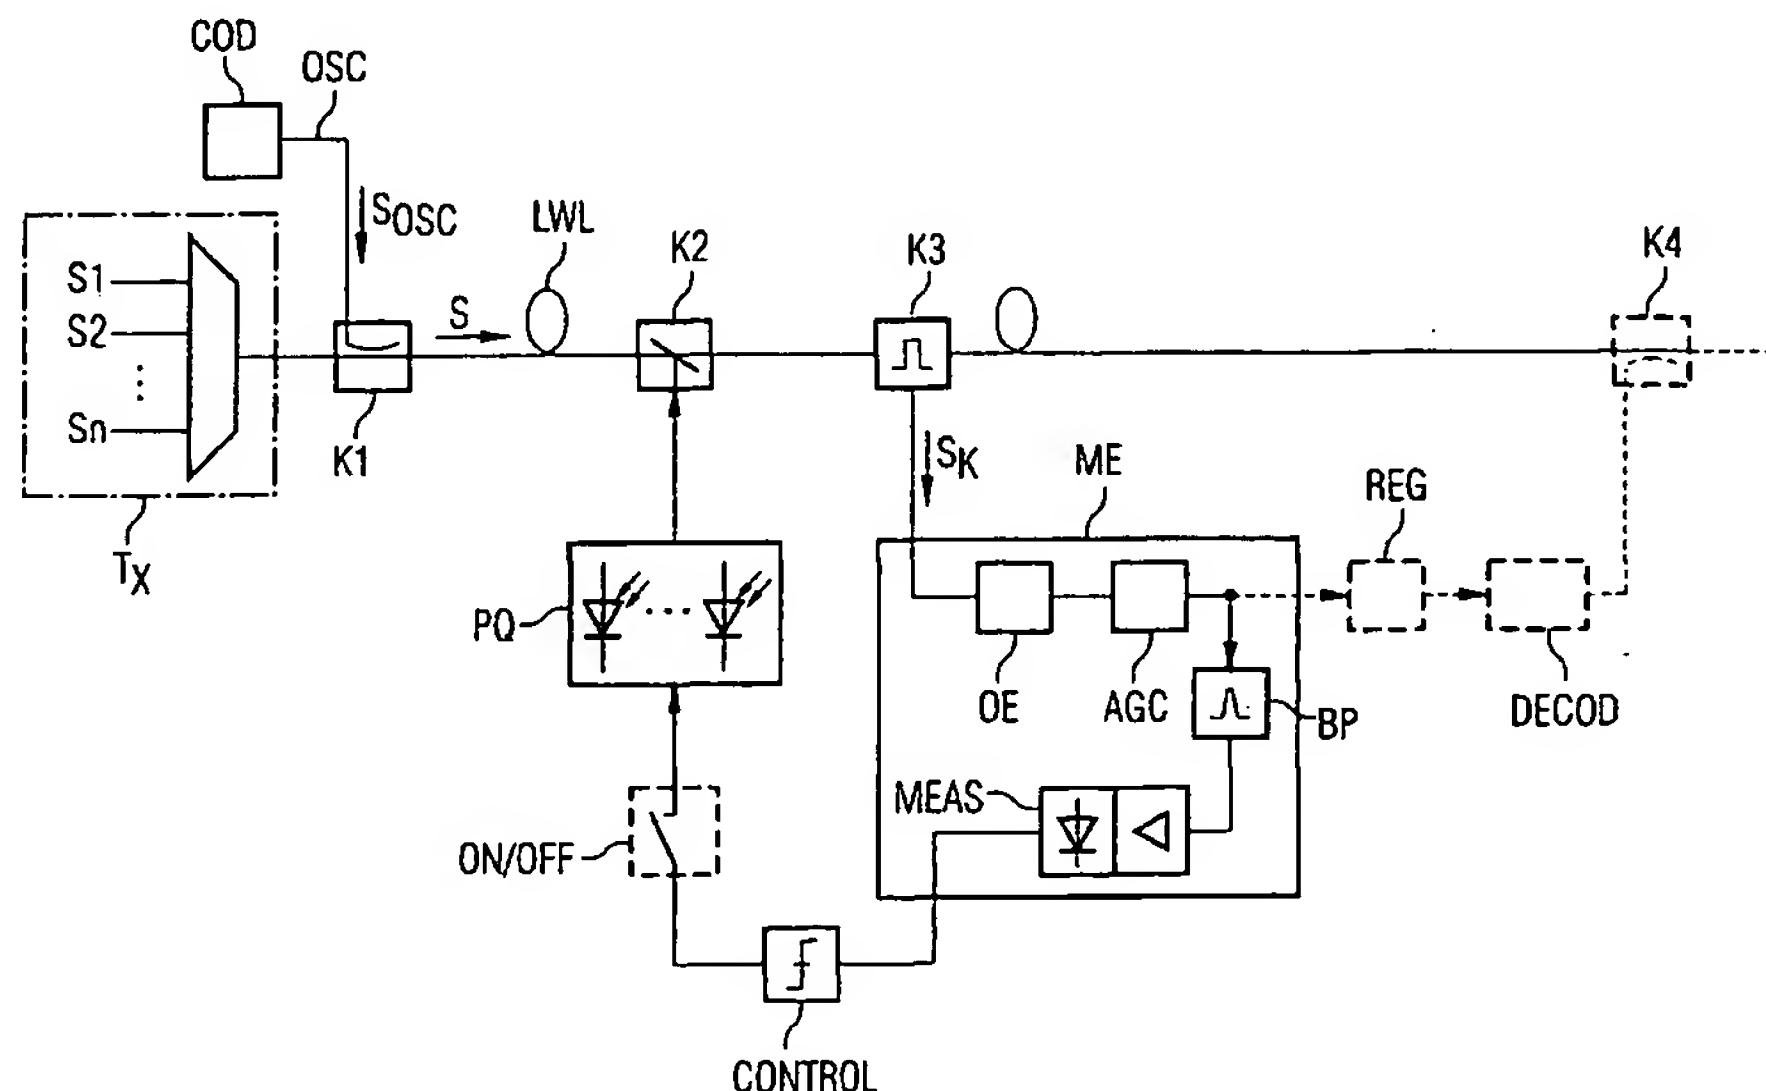 COD
OSC
SOSC
LWL
K2
K3
K4
S1
S2
Sn
S
K1
TX
SK
ME
REG
PQ
OE
AGC
BP
DECOD
MEAS
ON/OFF
CONTROL